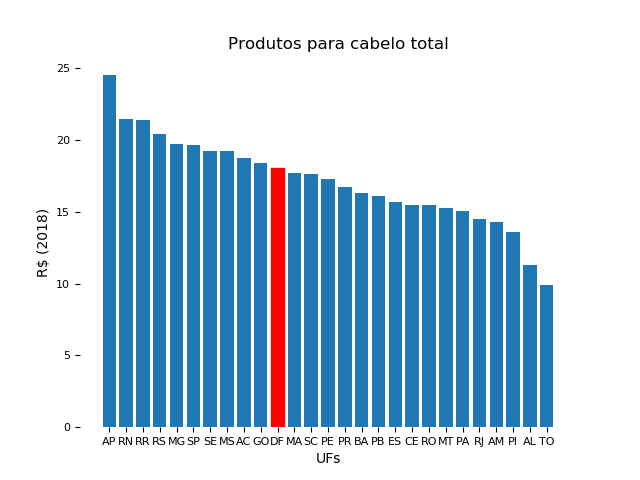 Produtos para cabelo total
25
20
15
10
5
0
R$ (2018)
AP RN RR RS MG SP SE MS AC GO DF MA SC PE PR BA PB ES CE RO MT PA RJ AM PI AL TO
UFs